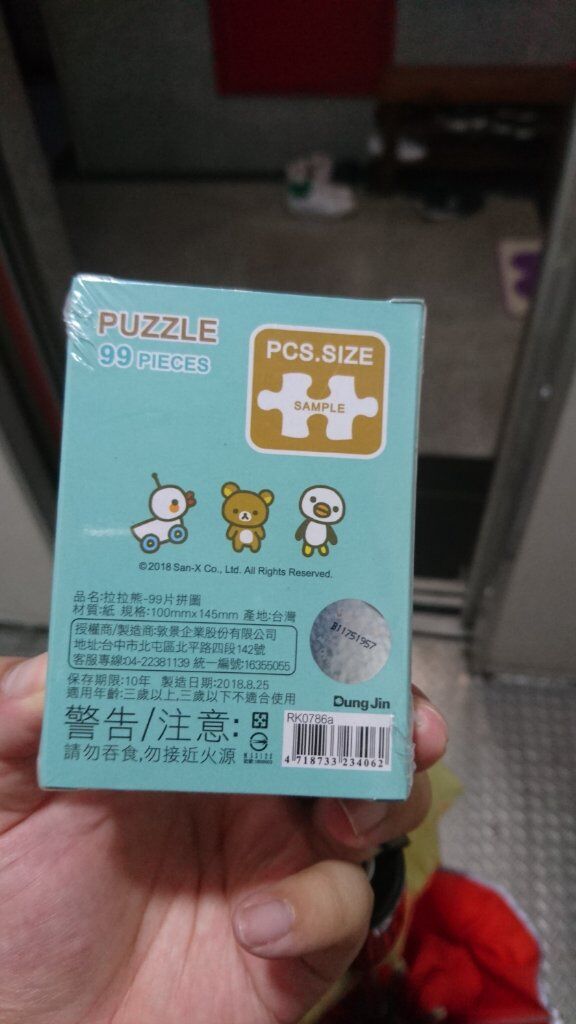 PUZZLE
99 PIECES
PCS.SIZE
SAMPLE
©2018 San-X Co., Ltd. All Rights Reserved.
品名:拉拉熊-99片拼圖
材質:紙 規格:100mmx145mm 產地:台灣
授權商/製造商:敦景企業股份有限公司
地址:台中市北屯區北平路四段142號
客服專線:04-22381139 統一編號:16355055
B11751957
保存期限:10年 製造日期:2018.8.25
適用年齡:三歲以上,三歲以下不適合使用
DungJin
警告/注意:
請勿吞食,勿接近火源
RK0786a
4 718733 234062